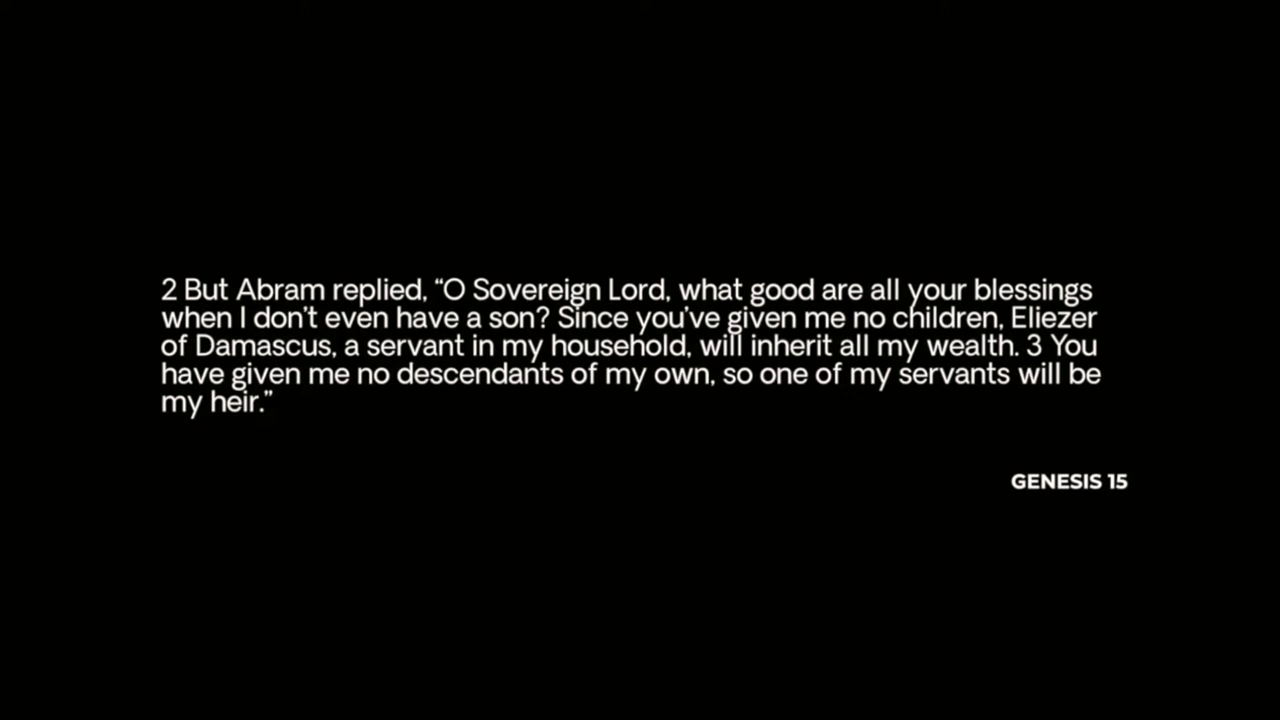 2 But Abram replied, “O Sovereign Lord, what good are all your blessings
when I don’t even have a son? Since you’ve given me no children, Eliezer
of Damascus, a servant in my household, will inherit all my wealth. 3 You
have given me no descendants of my own, so one of my servants will be
my heir.”
GENESIS 15